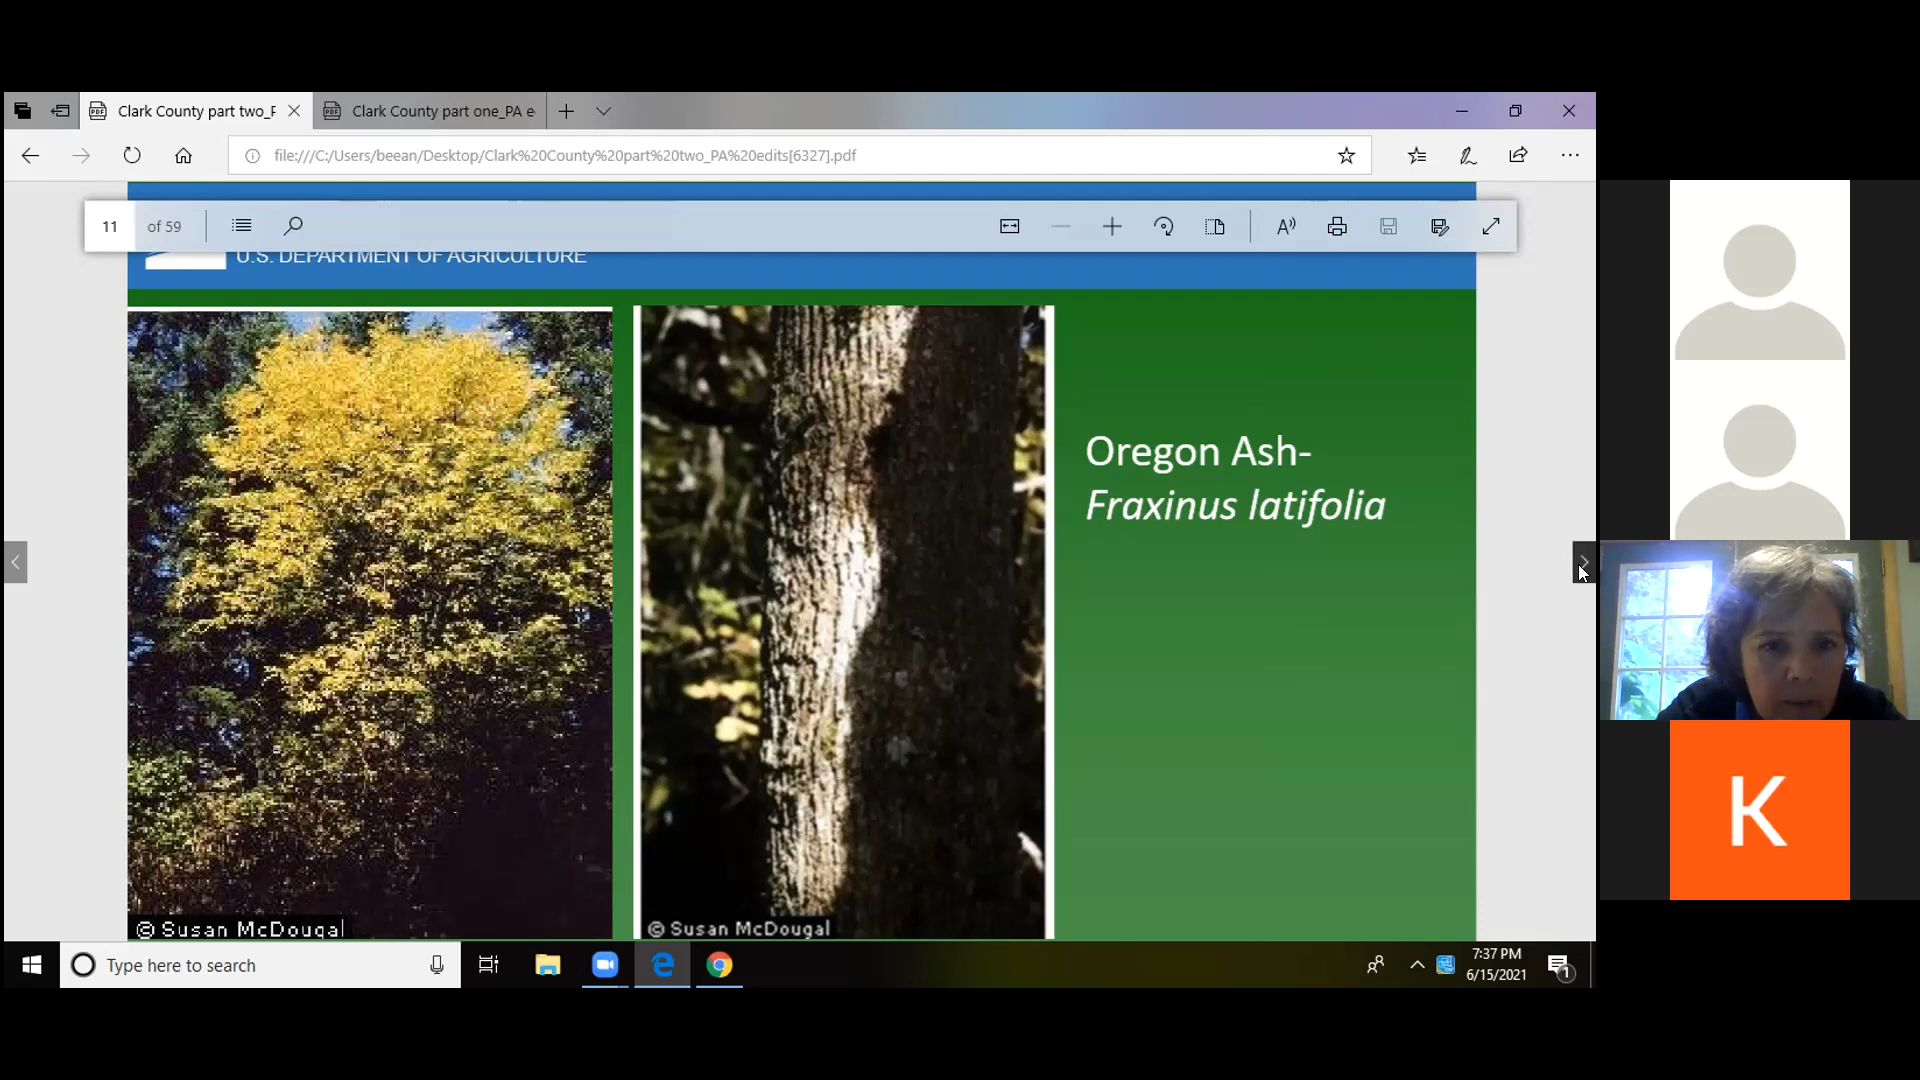 Clark County part two_F
Clark County part one_PA e
file:///C:/Users/beean/Desktop/Clark%20County%20part%20two_PA%20edits[6327].pdf
11 of 59
U.S. DEPARTMENT OF AGRICULTURE
Oregon Ash-
Fraxinus latifolia
© Susan McDougal
© Susan McDougal
K
Type here to search
7:37 PM
6/15/2021
1